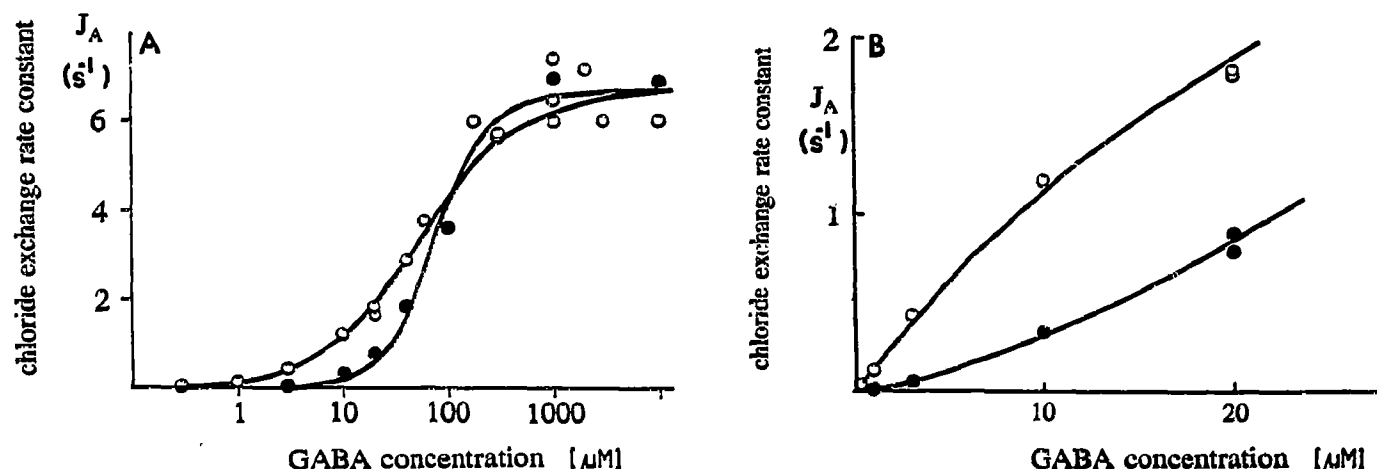 J_A
(s⁻¹)
A
chloride exchange rate constant
6
4
2
1
10
100
1000
GABA concentration [µM]
B
2
J_A
(s⁻¹)
chloride exchange rate constant
1
10
20
GABA concentration [µM]